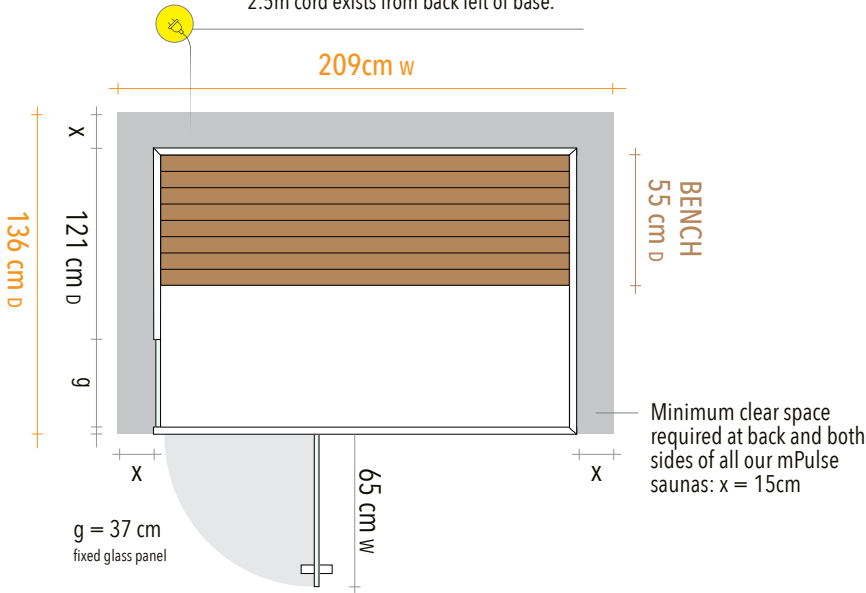 2.5m cord exists from back left of base.
209cm W
x
136 cm D
121 cm D
g
BENCH
55 cm D
x
x
65 cm W
Minimum clear space
required at back and both
sides of all our mPulse
saunas: x = 15cm
g = 37 cm
fixed glass panel